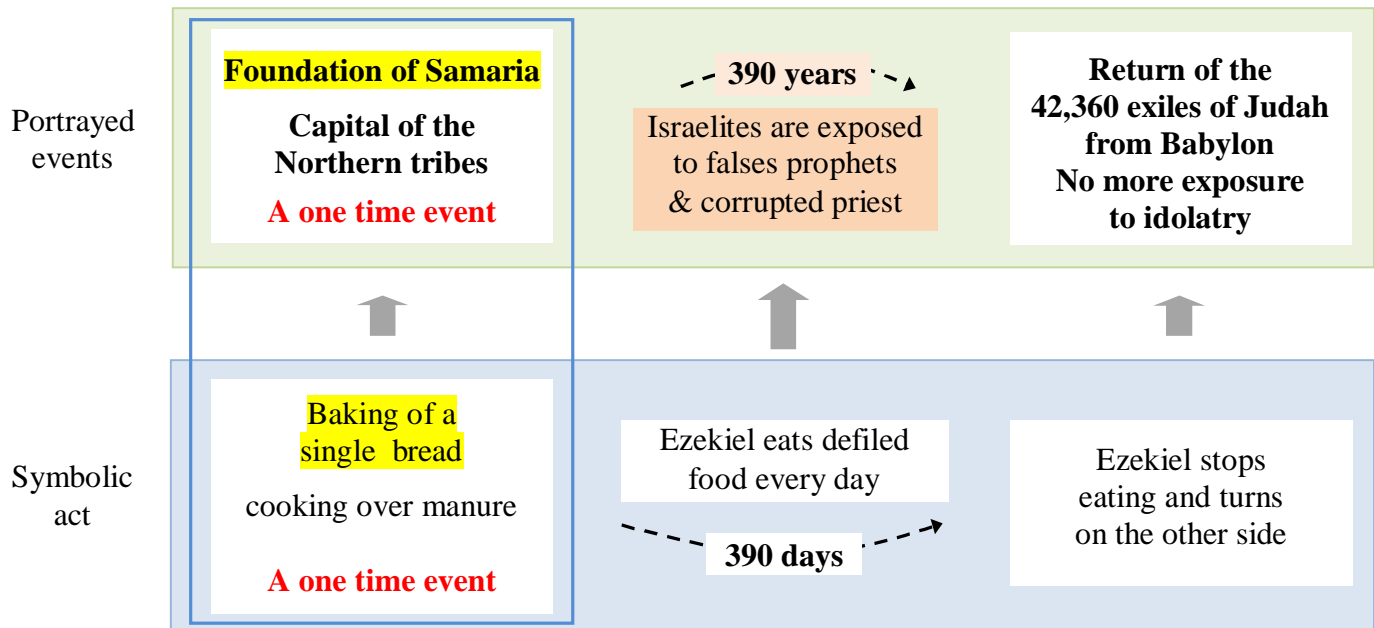 Portrayed
events
Foundation of Samaria
Capital of the
Northern tribes
A one time event
390 years
Israelites are exposed
to falses prophets
& corrupted priest
Return of the
42,360 exiles of Judah
from Babylon
No more exposure
to idolatry
Symbolic
act
Baking of a
single bread
cooking over manure
A one time event
Ezekiel eats defiled
food every day
390 days
Ezekiel stops
eating and turns
on the other side